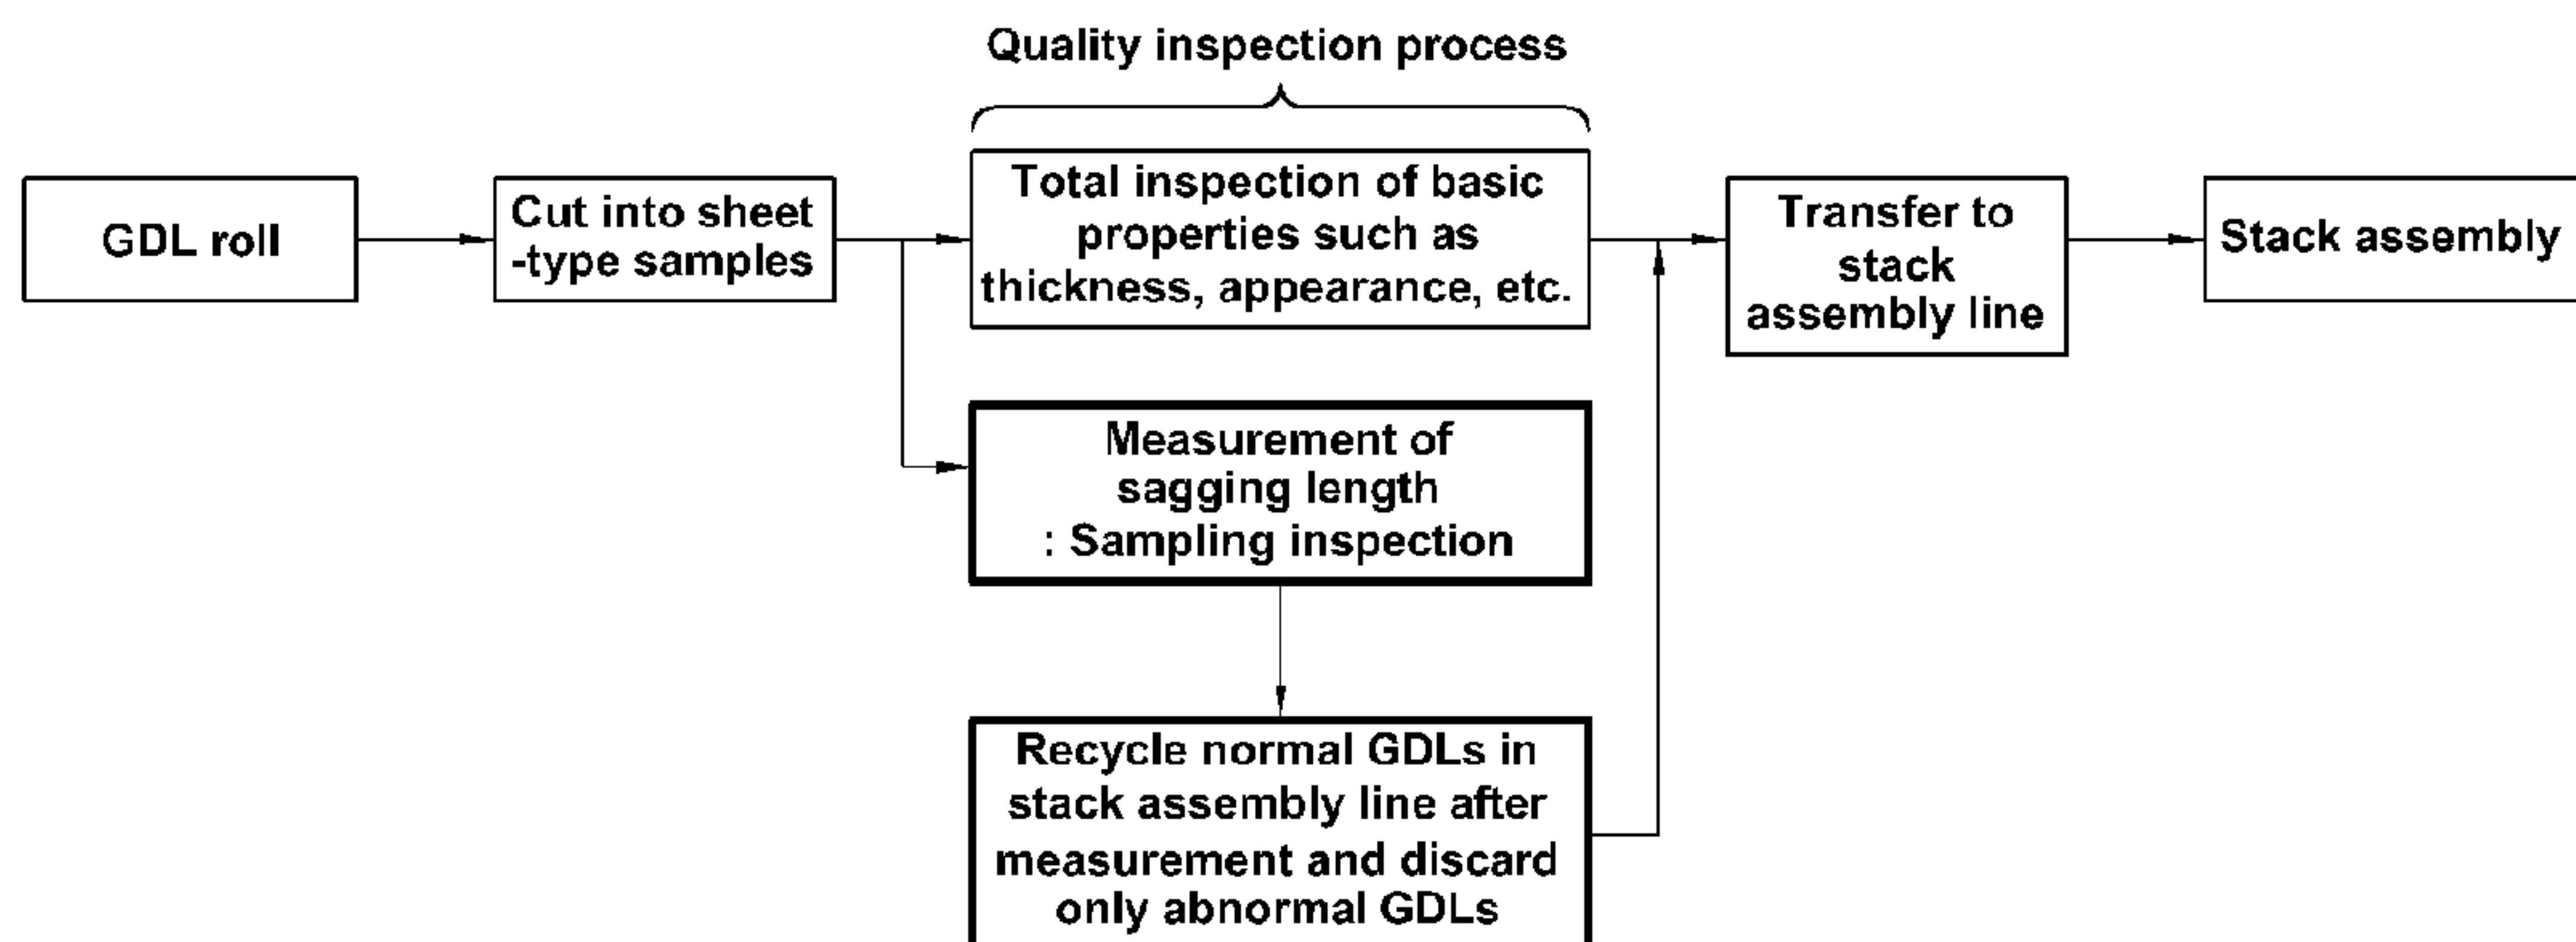 Quality inspection process
GDL roll
Cut into sheet
-type samples
Total inspection of basic
properties such as
thickness, appearance, etc.
Transfer to
stack
assembly line
Stack assembly
Measurement of
sagging length
: Sampling inspection
Recycle normal GDLs in
stack assembly line after
measurement and discard
only abnormal GDLs